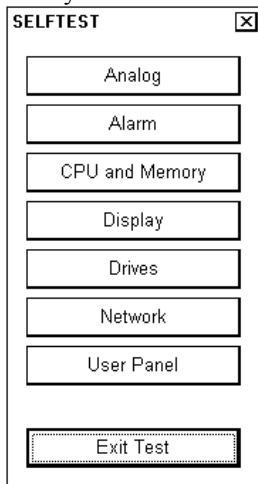 SELFTEST
Analog
Alarm
CPU and Memory
Display
Drives
Network
User Panel
Exit Test